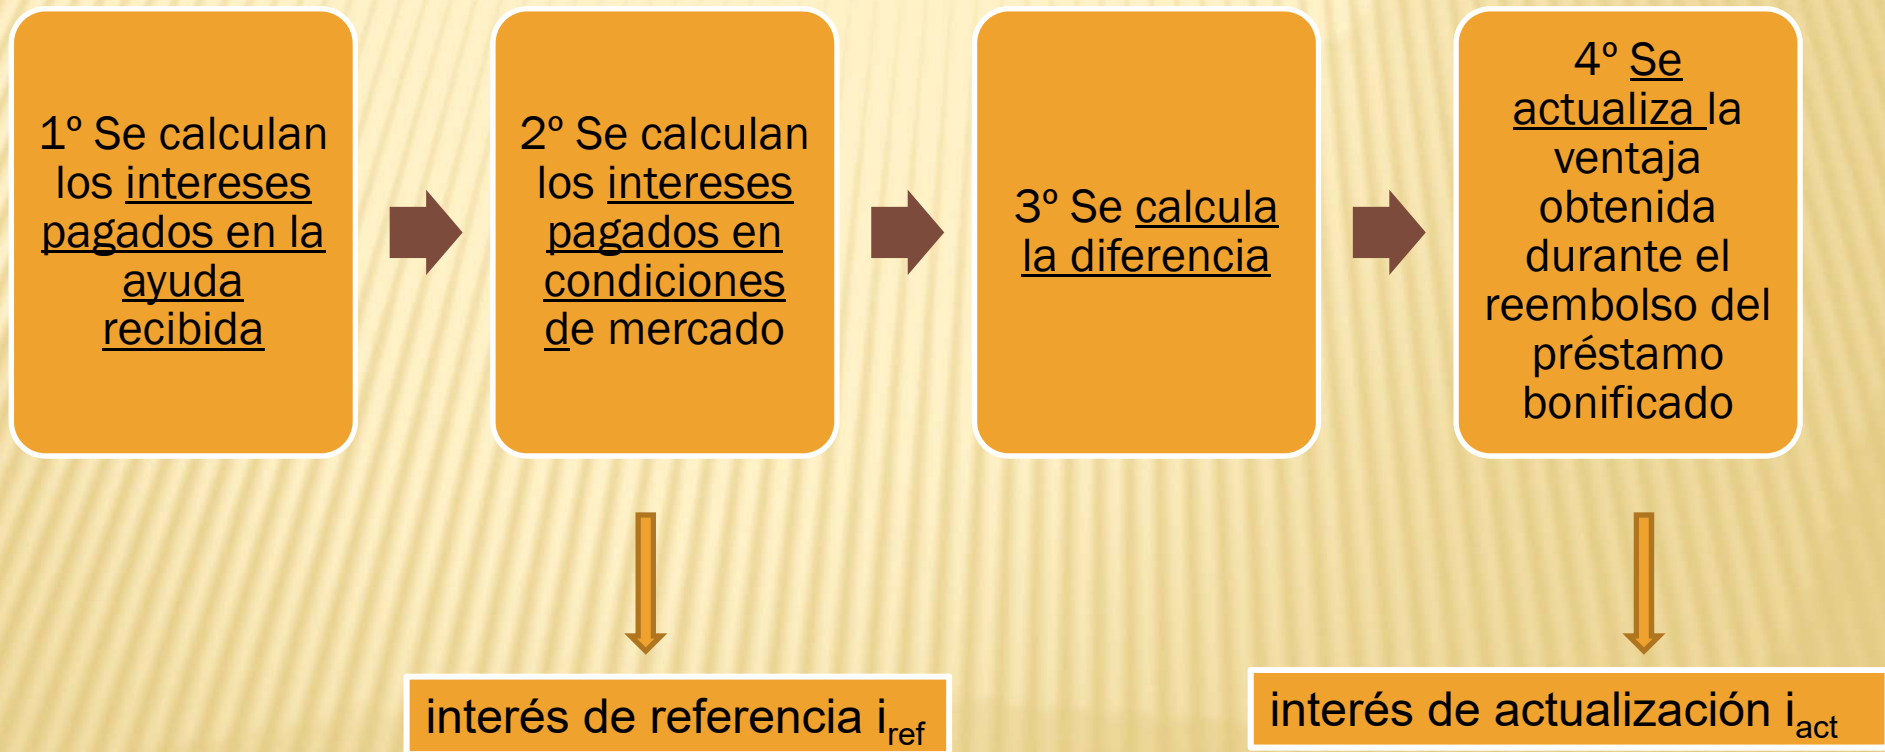 1º Se calculan
los intereses
pagados en la
ayuda
recibida
2º Se calculan
los intereses
pagados en
condiciones
de mercado
3º Se calcula
la diferencia
4º Se
actualiza la
ventaja
obtenida
durante el
reembolso del
préstamo
bonificado
interés de referencia i_ref
interés de actualización i_act